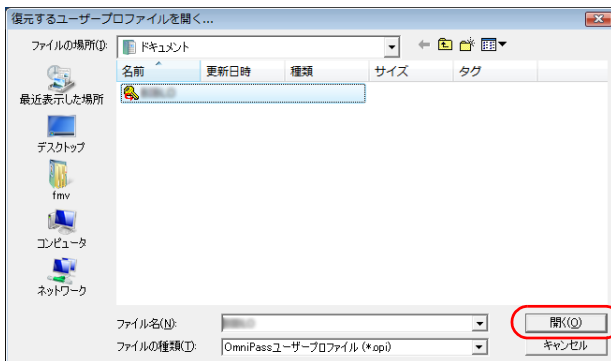 復元するユーザープロファイルを開く...
ファイルの場所(I):
ドキュメント
名前 更新日時 種類 サイズ タグ
最近表示した場所
デスクトップ
fmv
コンピュータ
ネットワーク
ファイル名(N):
開く(O)
ファイルの種類(T):
OmniPassユーザープロファイル (*.opi)
キャンセル